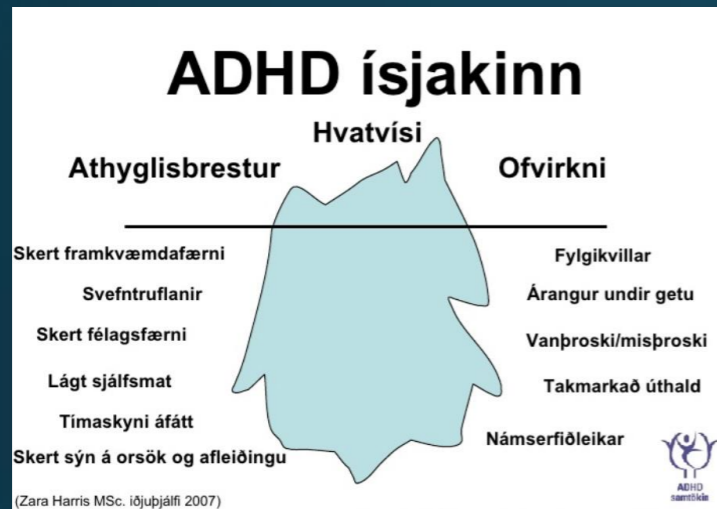 ADHD ísjakinn
Hvatvísi
Athyglisbrestur
Ofvirkni
Skert framkvæmdafærni
Svefntruflanir
Skert félagsfærni
Lágt sjálfsmat
Tímaskyni áfátt
Skert sýn á orsök og afleiðingu
Fylgikvillar
Árangur undir getu
Vanþroski/misþroski
Takmarkað úthald
Námserfiðleikar
(Zara Harris MSc. iðjuþjálfi 2007)
ADHD
samtökin